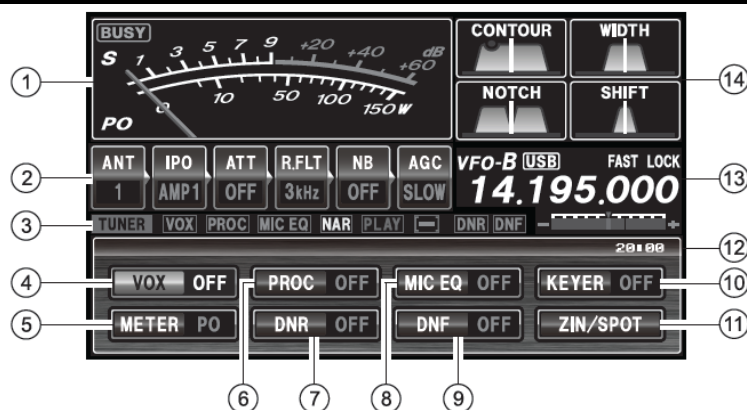 BUSY
S 1 3 5 7 9 +20 +40 +60 dB
0 10 50 100 150 W
PO
CONTOUR WIDTH
NOTCH SHIFT
ANT IPO ATT R.FLT NB AGC
1 AMP1 OFF 3kHz OFF SLOW
VFO-B USB FAST LOCK
14.195.000
TUNER VOX PROC MIC EQ NAR PLAY DNR DNF
- +
20:00
VOX OFF PROC OFF MIC EQ OFF KEYER OFF
METER PO DNR OFF DNF OFF ZIN/SPOT
1
2
3
4
5
6
7
8
9
10
11
12
13
14